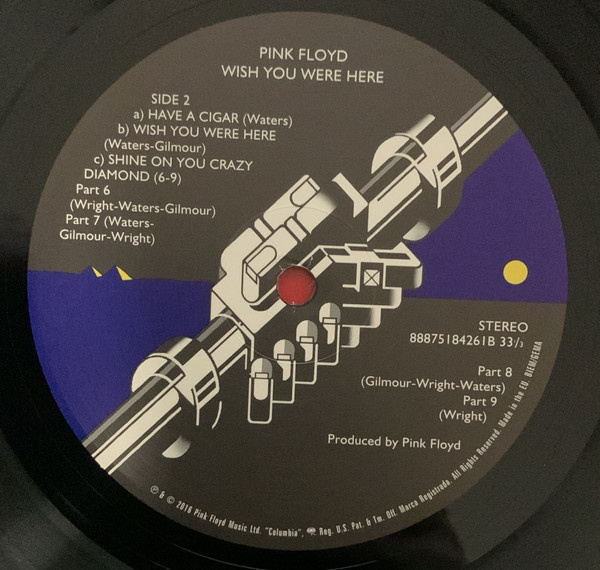 PINK FLOYD
WISH YOU WERE HERE
SIDE 2
a) HAVE A CIGAR (Waters)
b) WISH YOU WERE HERE
(Waters-Gilmour)
c) SHINE ON YOU CRAZY
DIAMOND (6-9)
Part 6
(Wright-Waters-Gilmour)
Part 7 (Waters-
Gilmour-Wright)
STEREO
88875184261B 33/3
Part 8
(Gilmour-Wright-Waters)
Part 9
(Wright)
Produced by Pink Floyd
℗ & © 2016 Pink Floyd Music Ltd. "Columbia", Reg. U.S. Pat. & Tm. Off. Marca Registrada. All Rights Reserved. Made in the EU. BIEM/GEMA